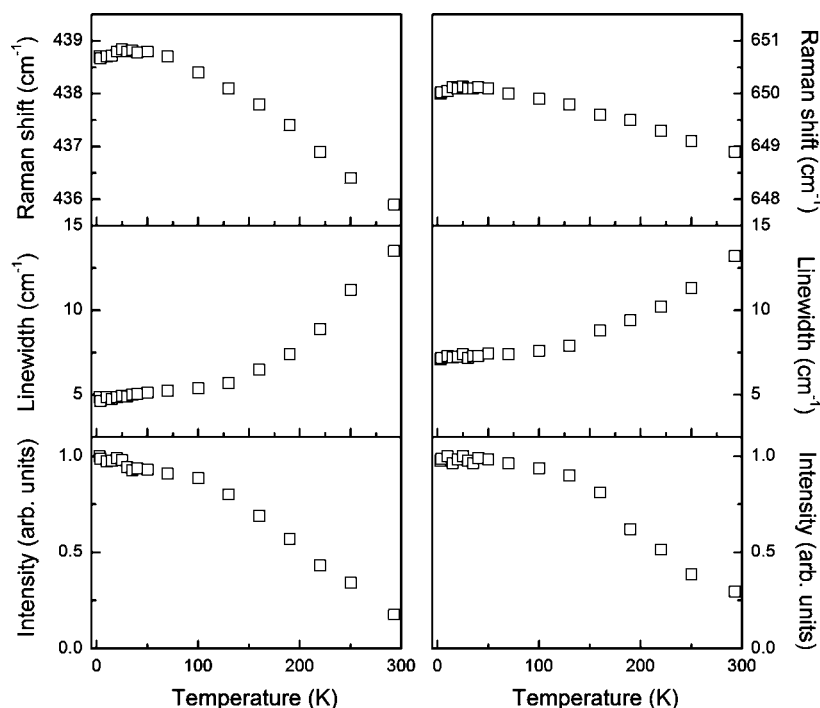 439
438
437
436
15
Raman shift (cm-1)
651
650
649
648
15
Raman shift (cm-1)
10
5
Linewidth (cm-1)
10
5
Linewidth (cm-1)
1.0
0.5
0.0
Intensity (arb. units)
1.0
0.5
0.0
Intensity (arb. units)
0 100 200 300
0 100 200 300
Temperature (K)
Temperature (K)